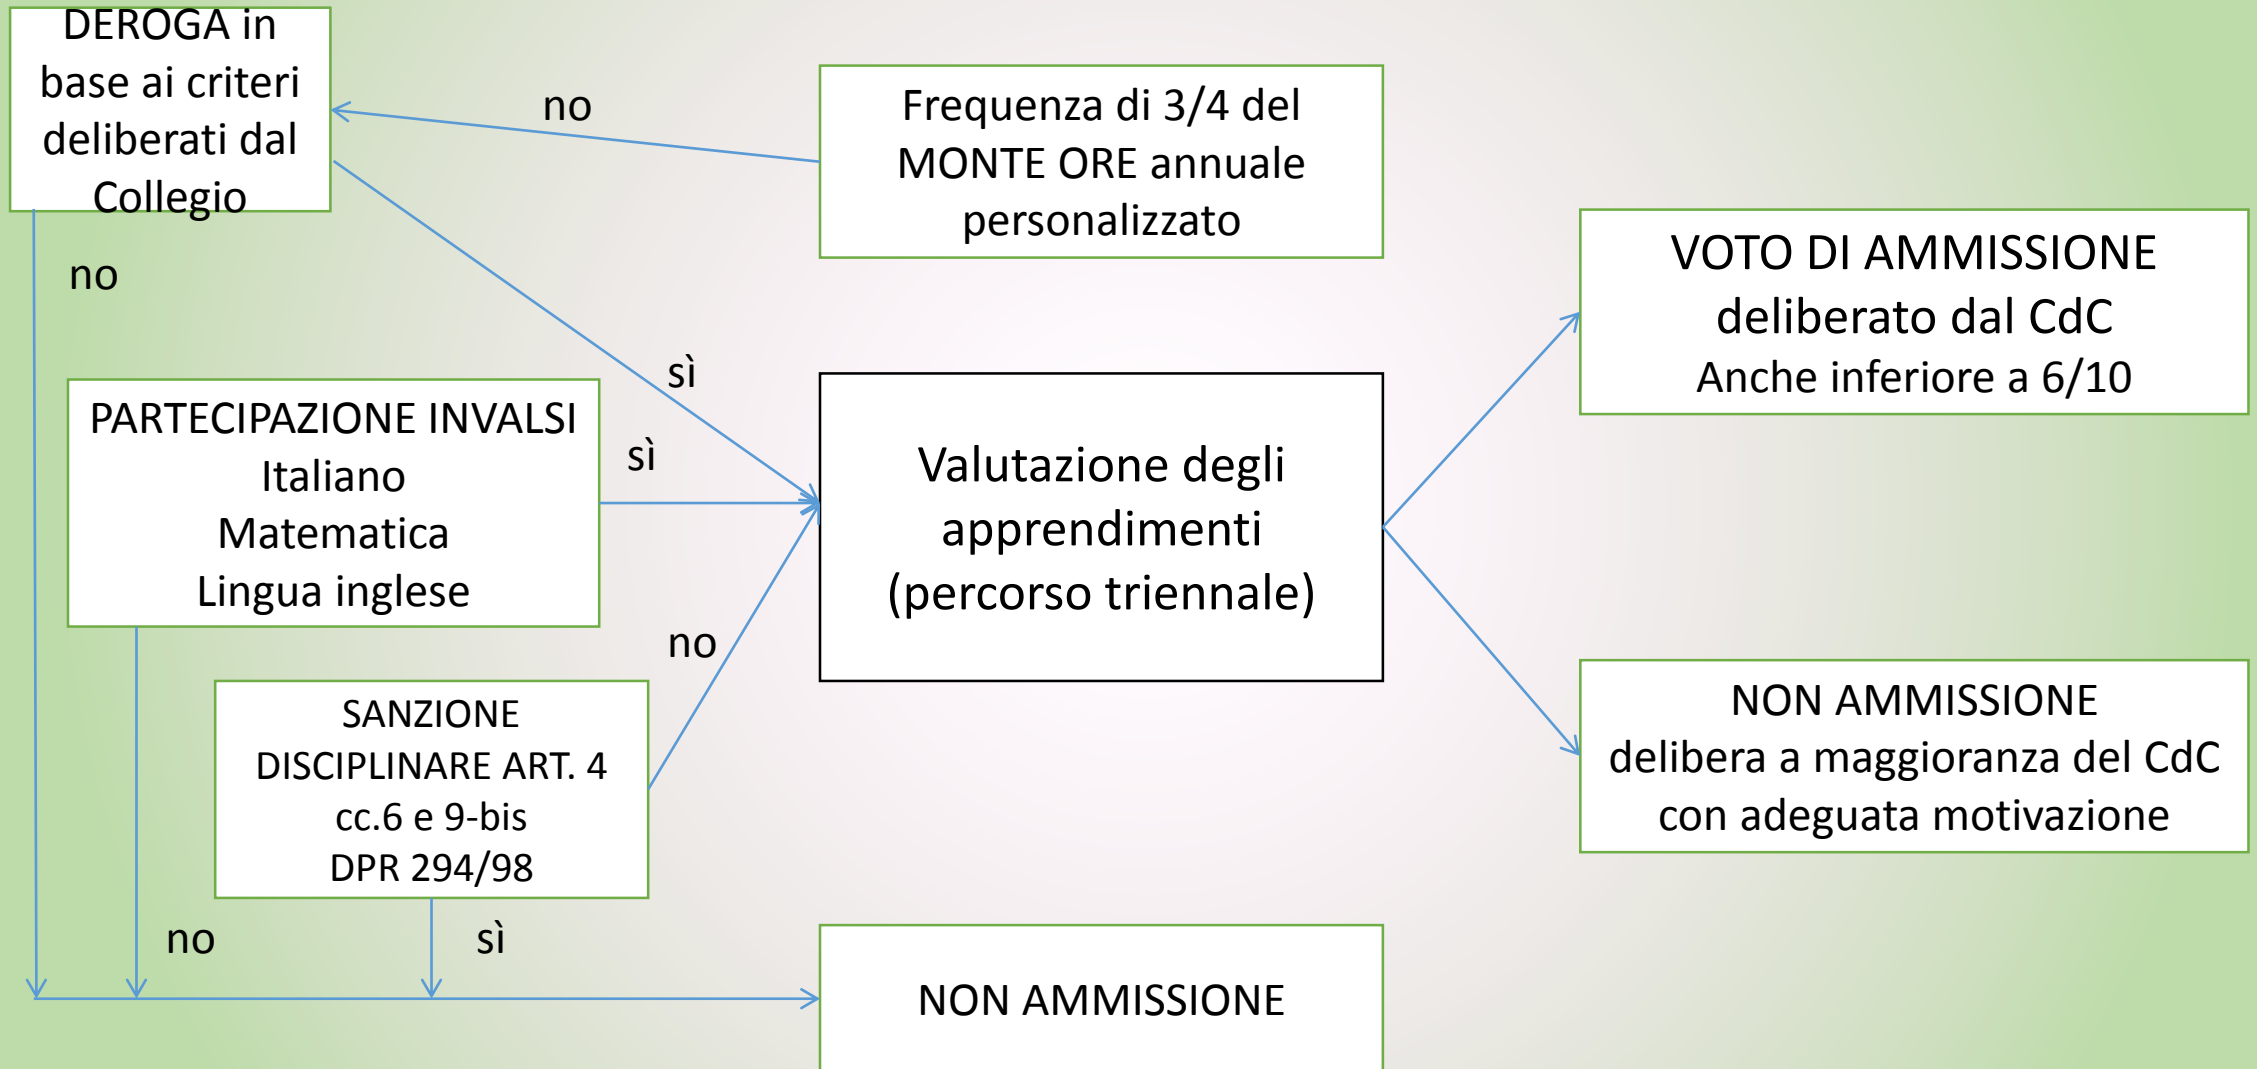 DEROGA in
base ai criteri
deliberati dal
Collegio
no
Frequenza di 3/4 del
MONTE ORE annuale
personalizzato
no
sì
VOTO DI AMMISSIONE
deliberato dal CdC
Anche inferiore a 6/10
PARTECIPAZIONE INVALSI
Italiano
Matematica
Lingua inglese
sì
Valutazione degli
apprendimenti
(percorso triennale)
no
SANZIONE
DISCIPLINARE ART. 4
cc.6 e 9-bis
DPR 294/98
NON AMMISSIONE
delibera a maggioranza del CdC
con adeguata motivazione
no
sì
NON AMMISSIONE